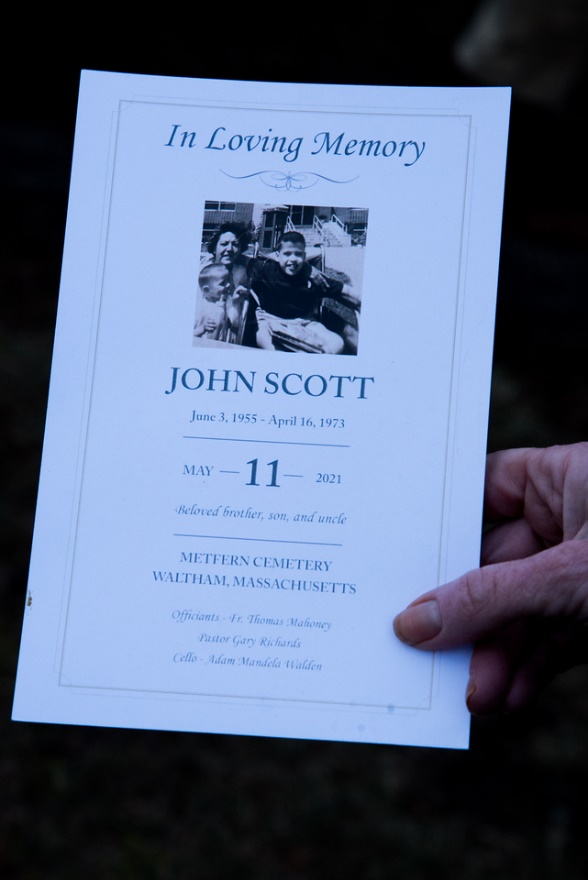 In Loving Memory
JOHN SCOTT
June 3, 1955 - April 16, 1973
MAY — 11 — 2021
Beloved brother, son, and uncle
METFERN CEMETERY
WALTHAM, MASSACHUSETTS
Officiants - Fr. Thomas Mahoney
Pastor Gary Richards
Cello - Adam Mandela Walden